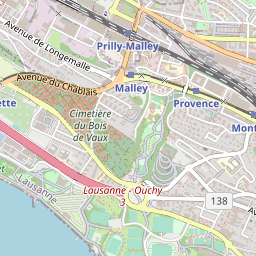 Prilly-Malley
Avenue de Longemalle
Avenue du Chablais
Malley
Provence
ette
Cimetière
du Bois
de Vaux
Mont
Lausanne
Lausanne - Ouchy
3
138